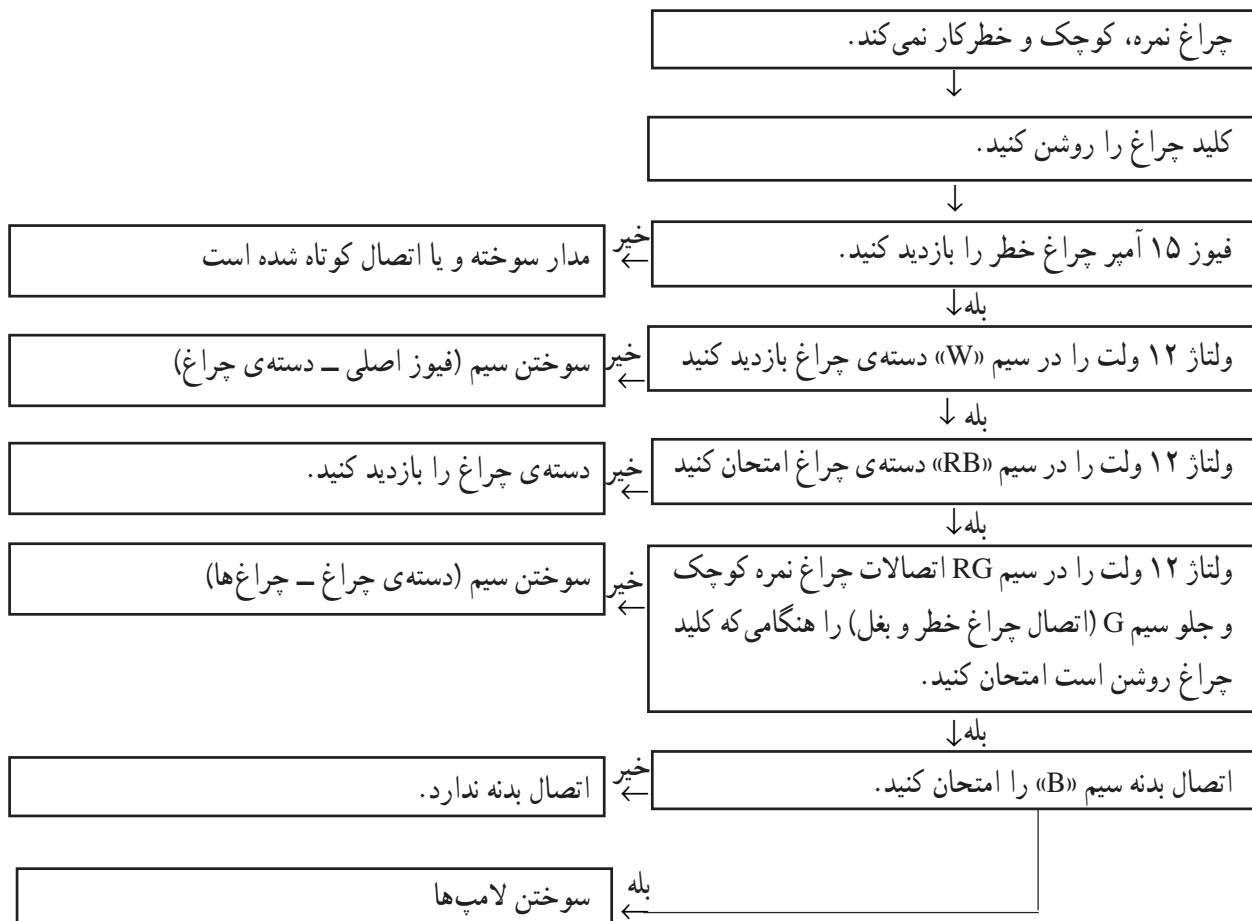 چراغ نمره، کوچک و خطر کار نمی‌کند.
↓
کلید چراغ را روشن کنید.
↓
فیوز ۱۵ آمپر چراغ خطر را بازدید کنید.
خیر
←
مدار سوخته و یا اتصال کوتاه شده است
بله↓
ولتاژ ۱۲ ولت را در سیم «W» دسته‌ی چراغ بازدید کنید
خیر
←
سوختن سیم (فیوز اصلی ــ دسته‌ی چراغ)
بله ↓
ولتاژ ۱۲ ولت را در سیم «RB» دسته‌ی چراغ امتحان کنید
خیر
←
دسته‌ی چراغ را بازدید کنید.
بله↓
ولتاژ ۱۲ ولت را در سیم RG اتصالات چراغ نمره کوچک
و جلو سیم G (اتصال چراغ خطر و بغل) را هنگامی‌که کلید
چراغ روشن است امتحان کنید.
خیر
←
سوختن سیم (دسته‌ی چراغ ــ چراغ‌ها)
بله↓
اتصال بدنه سیم «B» را امتحان کنید.
خیر
←
اتصال بدنه ندارد.
بله
←
سوختن لامپ‌ها